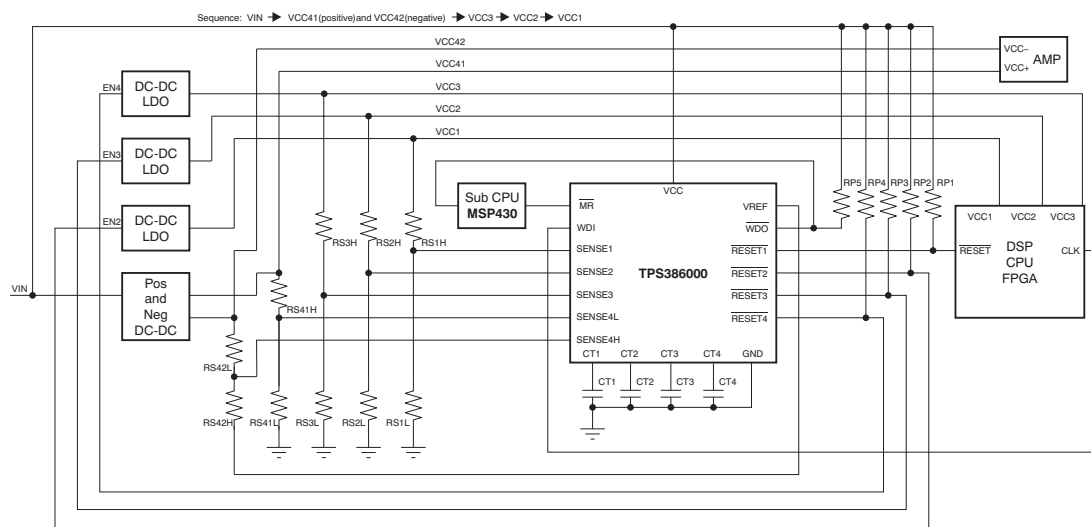 Sequence: VIN → VCC41(positive)and VCC42(negative) → VCC3 → VCC2 → VCC1
VCC42
VCC41
VCC3
VCC2
VCC1
VCC−
VCC+
AMP
EN4
DC-DC
LDO
EN3
DC-DC
LDO
EN2
DC-DC
LDO
VIN
Pos
and
Neg
DC-DC
Sub CPU
MSP430
VCC
MR
WDI
SENSE1
SENSE2
SENSE3
SENSE4L
SENSE4H
TPS386000
VREF
WDO
RESET1
RESET2
RESET3
RESET4
CT1
CT2
CT3
CT4
GND
CT1
CT2
CT3
CT4
RP5
RP4
RP3
RP2
RP1
VCC1
VCC2
VCC3
RESET
DSP
CPU
FPGA
CLK
RS3H
RS2H
RS1H
RS41H
RS42L
RS42H
RS41L
RS3L
RS2L
RS1L